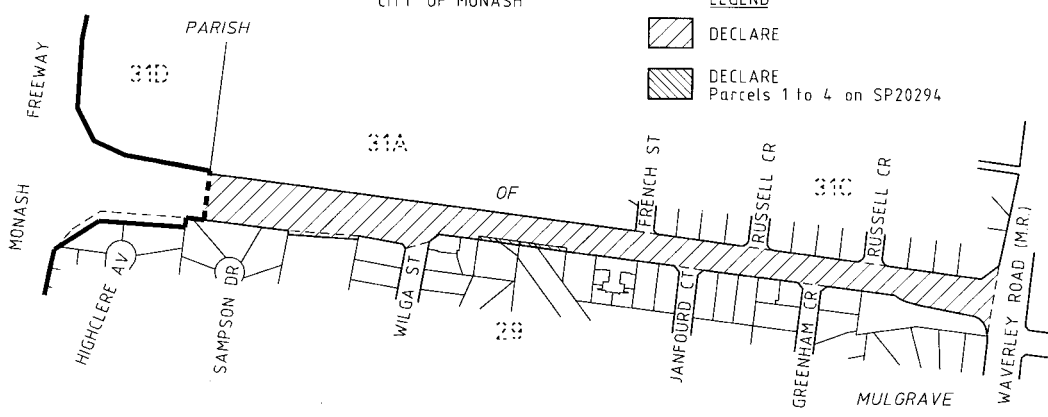 CITY OF MONASH
LEGEND
DECLARE
DECLARE
Parcels 1 to 4 on SP20294
PARISH
31D
FREEWAY
31A
OF
FRENCH ST
RUSSELL CR
31C
RUSSELL CR
MONASH
HIGHCLERE AV
SAMPSON DR
WILGA ST
29
JANFOURD CT
GREENHAM CR
WAVERLEY ROAD (M.R.)
MULGRAVE